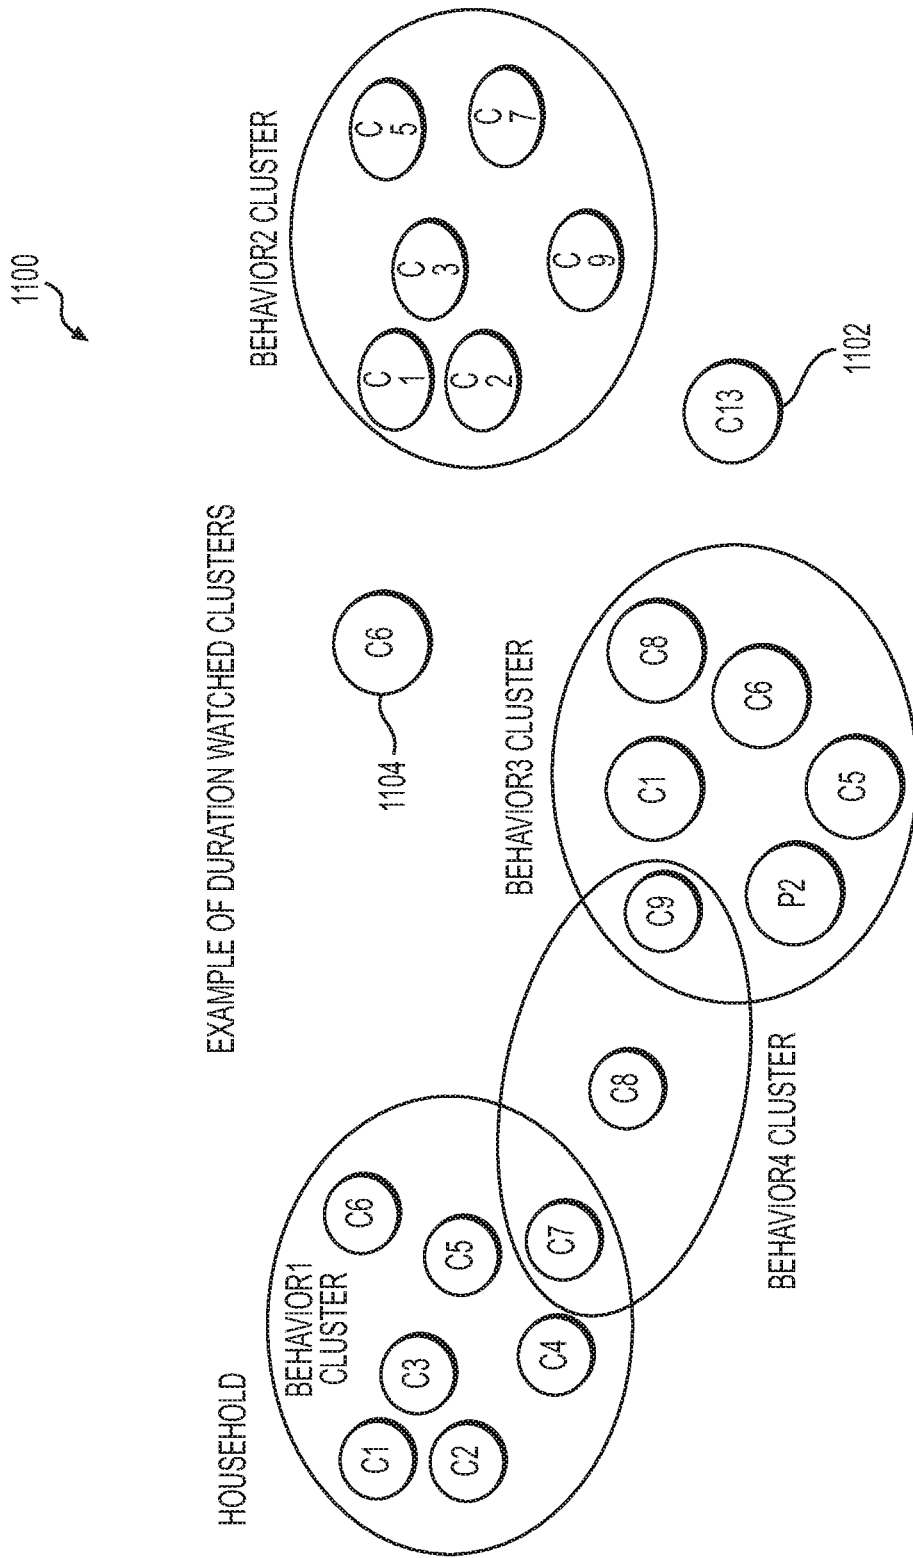 1100
EXAMPLE OF DURATION WATCHED CLUSTERS
HOUSEHOLD
BEHAVIOR1
CLUSTER
C1
C2
C3
C6
C5
C4
C7
C8
BEHAVIOR4 CLUSTER
C9
BEHAVIOR3 CLUSTER
C1
C8
C6
P2
C5
1104
C6
BEHAVIOR2 CLUSTER
C
1
C
2
C
3
C
5
C
7
C
9
C13
1102